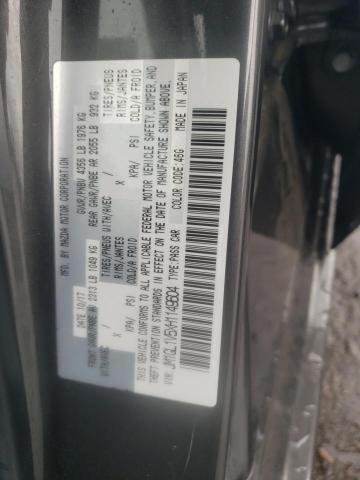 MFD. BY MAZDA MOTOR CORPORATION
DATE 10/17 GVWR/PNBV 4356 LB 1976 KG
FRONT GAWR/PNBE AV 2313 LB 1049 KG REAR GAWR/PNBE AR 2055 LB 932 KG
WITH/AVEC TIRES/PNEUS WITH/AVEC TIRES/PNEUS
X RIMS/JANTES X RIMS/JANTES
KPA/ PSI COLD/A FROID KPA/ PSI COLD/A FROID
THIS VEHICLE CONFORMS TO ALL APPLICABLE FEDERAL MOTOR VEHICLE SAFETY, BUMPER, AND
THEFT PREVENTION STANDARDS IN EFFECT ON THE DATE OF MANUFACTURE SHOWN ABOVE.
VIN: JM1GL1V5XH1149604 COLOR CODE:46G MADE IN JAPAN
TYPE:PASS CAR